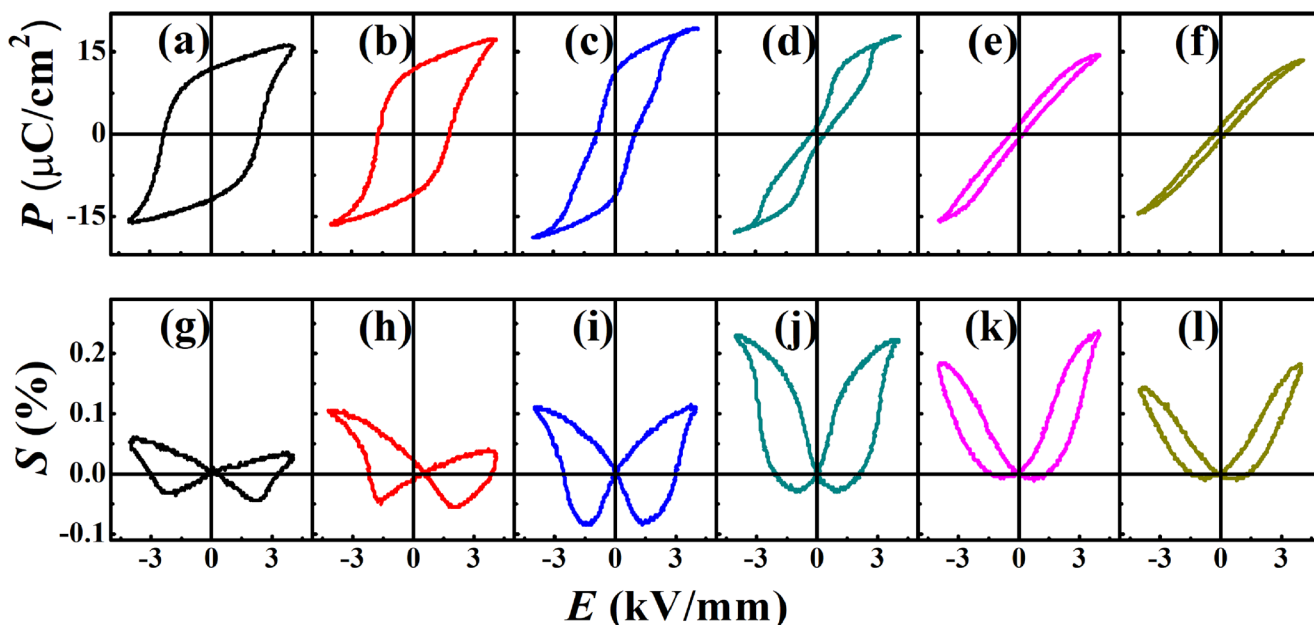 P (μC/cm²)
15
0
-15
(a) (b) (c) (d) (e) (f)
S (%)
0.2
0.1
0.0
-0.1
(g) (h) (i) (j) (k) (l)
-3 0 3 -3 0 3 -3 0 3 -3 0 3 -3 0 3 -3 0 3
E (kV/mm)